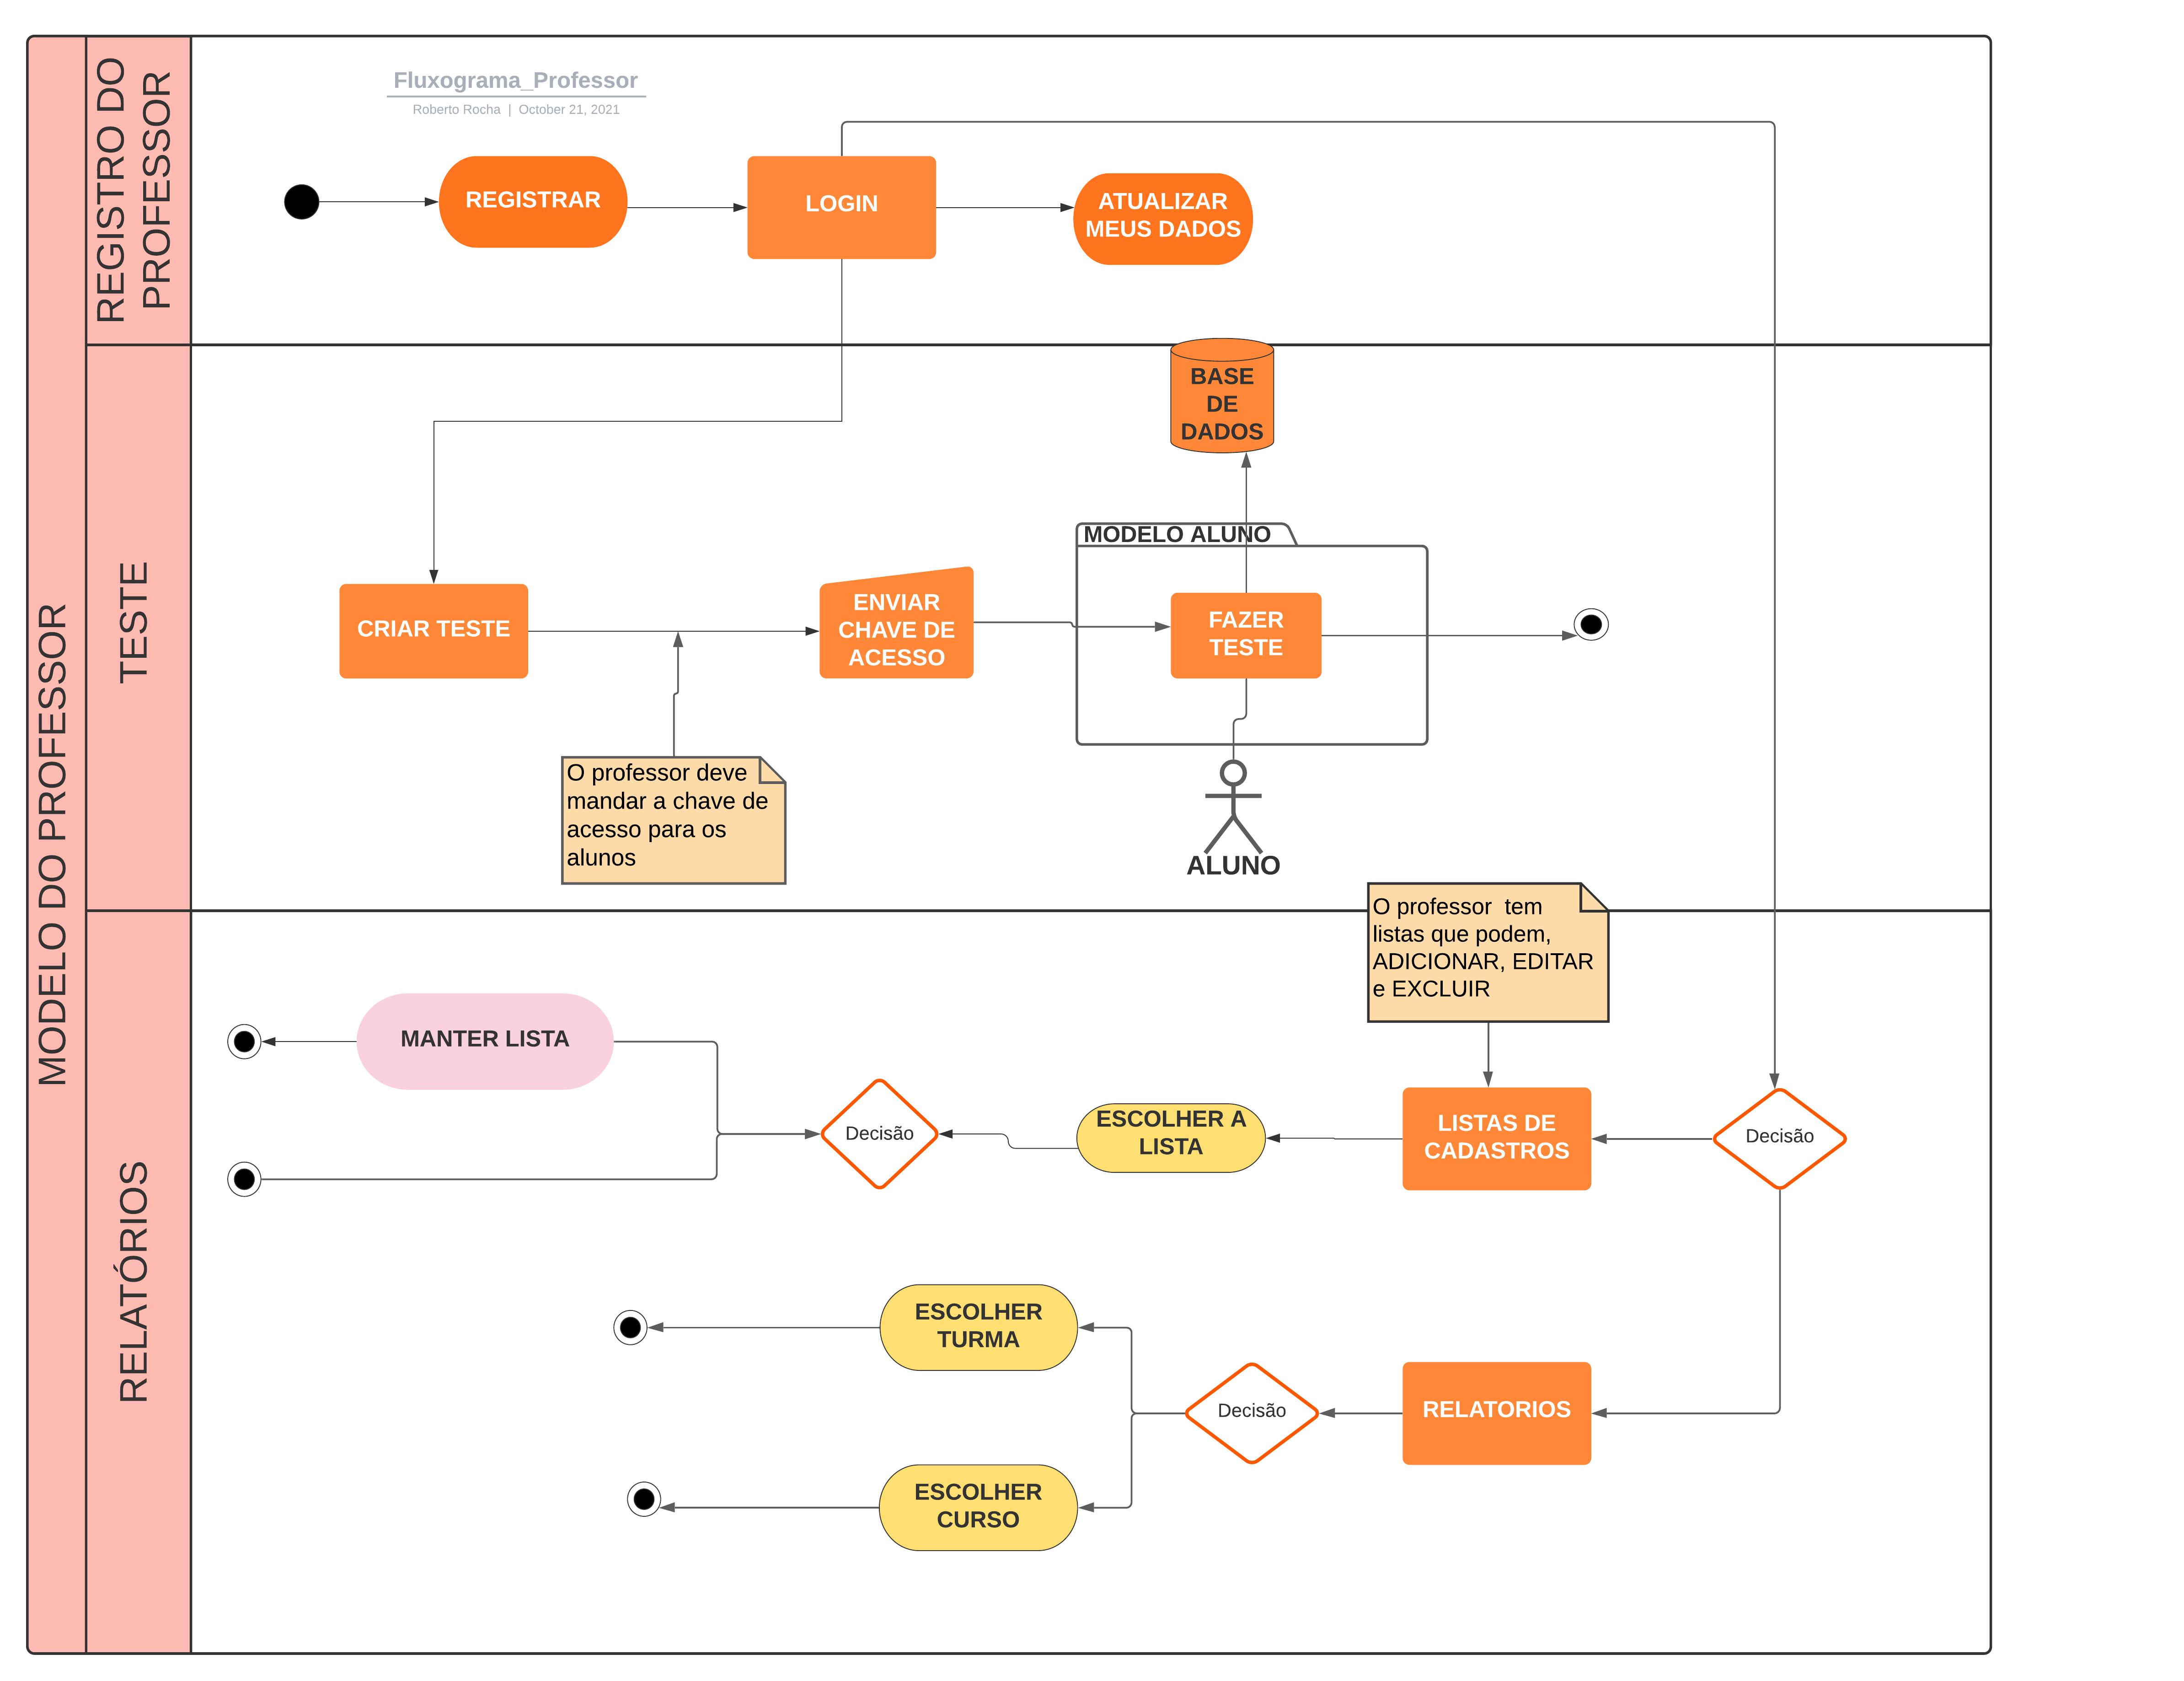 MODELO DO PROFESSOR
REGISTRO DO
PROFESSOR
Fluxograma_Professor
Roberto Rocha | October 21, 2021
REGISTRAR
LOGIN
ATUALIZAR
MEUS DADOS
TESTE
BASE
DE
DADOS
MODELO ALUNO
CRIAR TESTE
ENVIAR
CHAVE DE
ACESSO
FAZER
TESTE
O professor deve
mandar a chave de
acesso para os
alunos
ALUNO
RELATÓRIOS
O professor  tem
listas que podem,
ADICIONAR, EDITAR
e EXCLUIR
MANTER LISTA
Decisão
ESCOLHER A
LISTA
LISTAS DE
CADASTROS
Decisão
ESCOLHER
TURMA
Decisão
RELATORIOS
ESCOLHER
CURSO